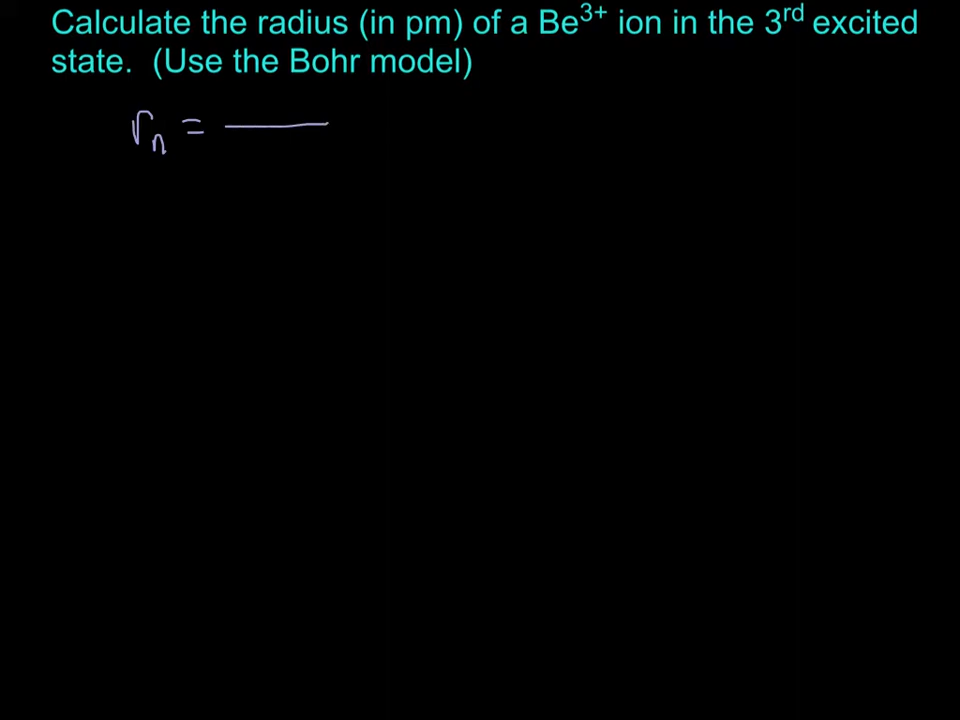 Calculate the radius (in pm) of a Be³⁺ ion in the 3ʳᵈ excited
state. (Use the Bohr model)
rₙ = ———